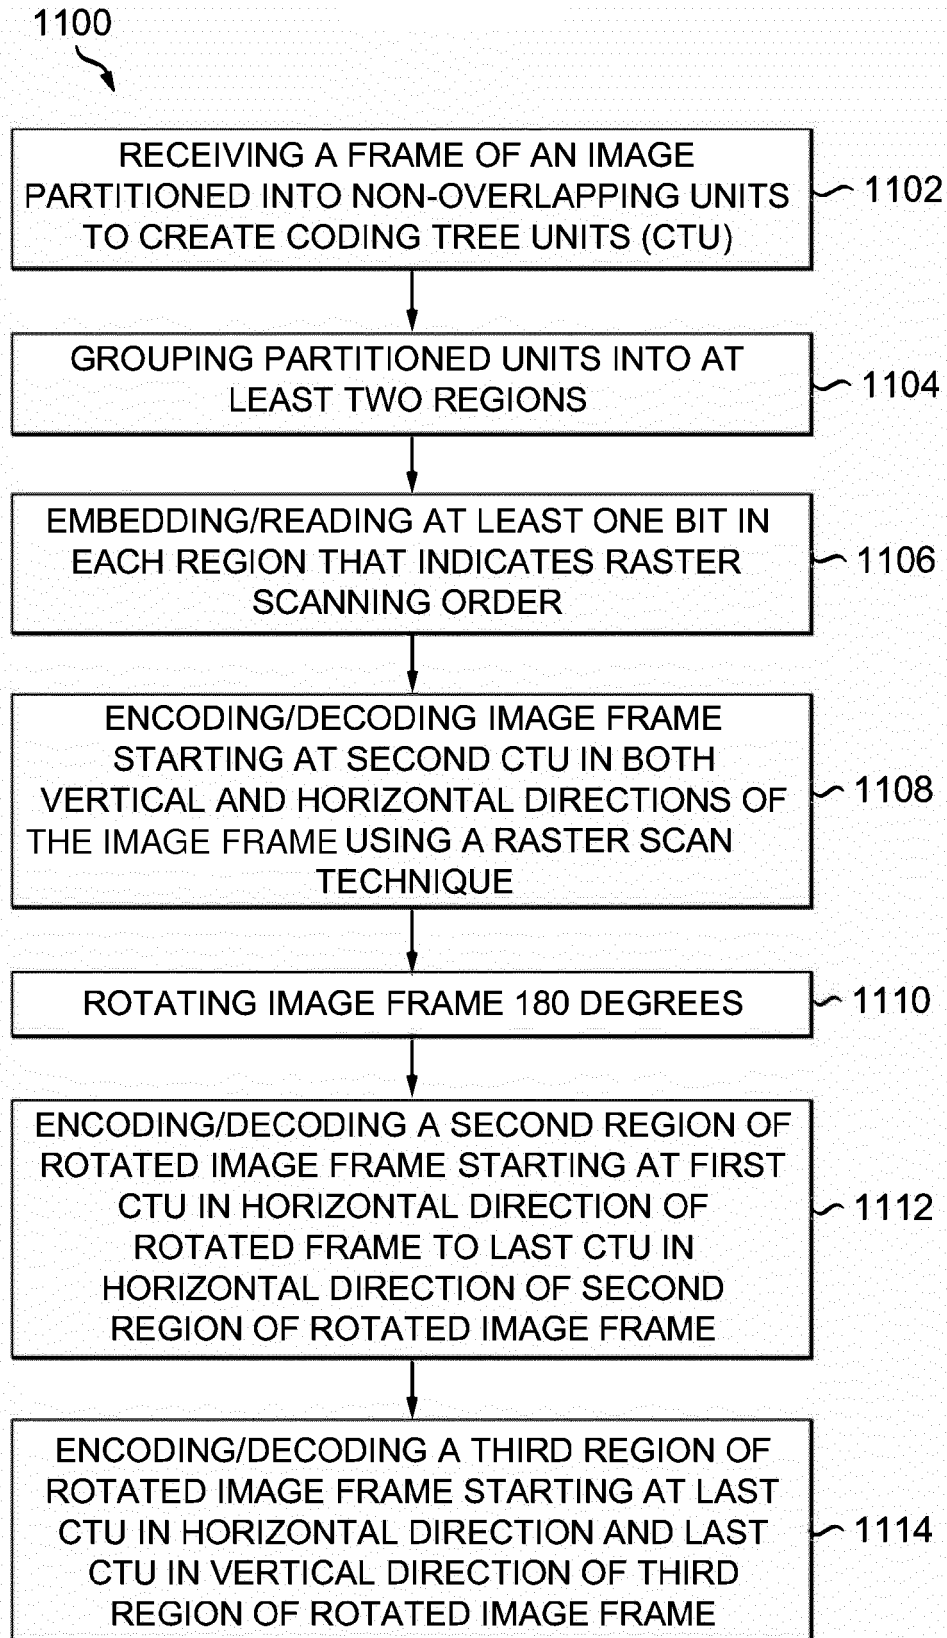 1100
RECEIVING A FRAME OF AN IMAGE
PARTITIONED INTO NON-OVERLAPPING UNITS
TO CREATE CODING TREE UNITS (CTU)
1102
GROUPING PARTITIONED UNITS INTO AT
LEAST TWO REGIONS
1104
EMBEDDING/READING AT LEAST ONE BIT IN
EACH REGION THAT INDICATES RASTER
SCANNING ORDER
1106
ENCODING/DECODING IMAGE FRAME
STARTING AT SECOND CTU IN BOTH
VERTICAL AND HORIZONTAL DIRECTIONS OF
THE IMAGE FRAME USING A RASTER SCAN
TECHNIQUE
1108
ROTATING IMAGE FRAME 180 DEGREES
1110
ENCODING/DECODING A SECOND REGION OF
ROTATED IMAGE FRAME STARTING AT FIRST
CTU IN HORIZONTAL DIRECTION OF
ROTATED FRAME TO LAST CTU IN
HORIZONTAL DIRECTION OF SECOND
REGION OF ROTATED IMAGE FRAME
1112
ENCODING/DECODING A THIRD REGION OF
ROTATED IMAGE FRAME STARTING AT LAST
CTU IN HORIZONTAL DIRECTION AND LAST
CTU IN VERTICAL DIRECTION OF THIRD
REGION OF ROTATED IMAGE FRAME
1114